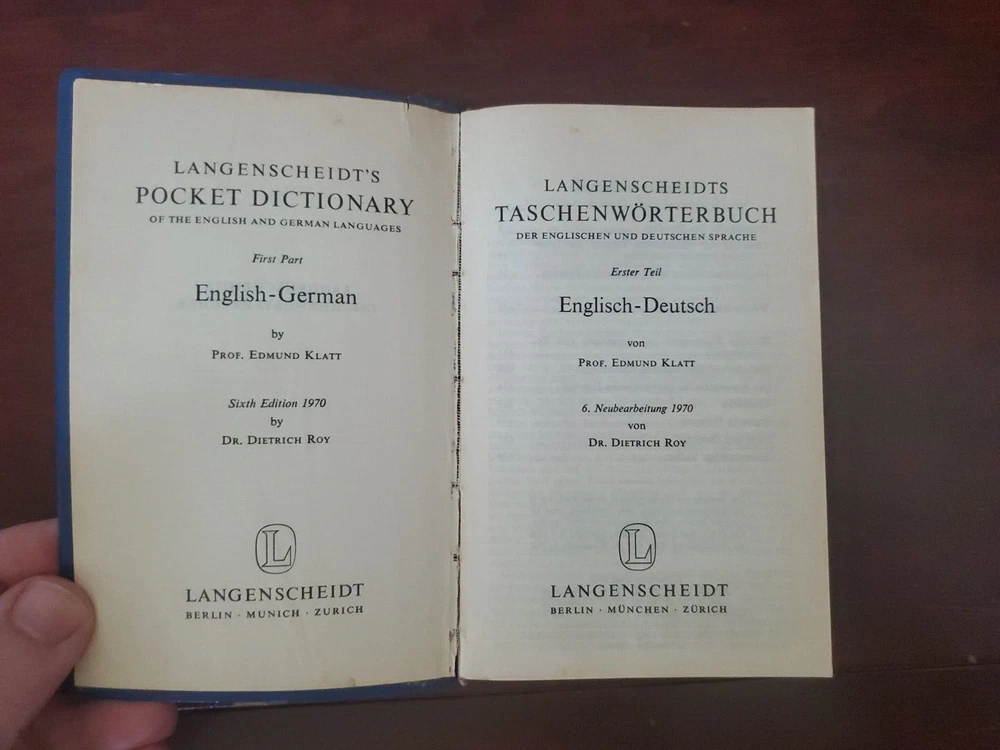 LANGENSCHEIDT'S
POCKET DICTIONARY
OF THE ENGLISH AND GERMAN LANGUAGES
First Part
English-German
by
PROF. EDMUND KLATT
Sixth Edition 1970
by
DR. DIETRICH ROY
L
LANGENSCHEIDT
BERLIN · MUNICH · ZURICH
LANGENSCHEIDTS
TASCHENWÖRTERBUCH
DER ENGLISCHEN UND DEUTSCHEN SPRACHE
Erster Teil
Englisch-Deutsch
von
PROF. EDMUND KLATT
6. Neubearbeitung 1970
von
DR. DIETRICH ROY
L
LANGENSCHEIDT
BERLIN · MÜNCHEN · ZÜRICH